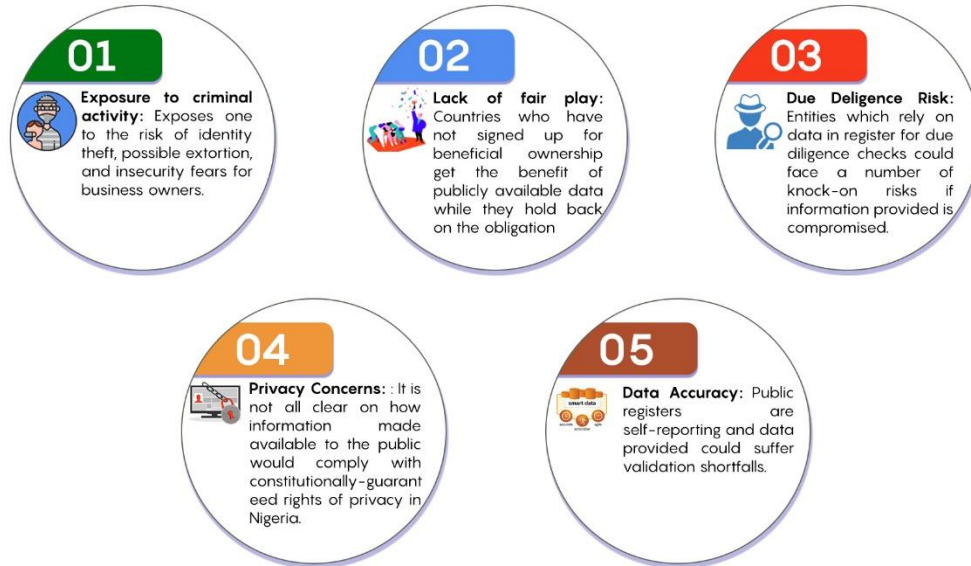 01
Exposure to criminal
activity: Exposes one
to the risk of identity
theft, possible extortion,
and insecurity fears for
business owners.
02
Lack of fair play:
Countries who have
not signed up for
beneficial ownership
get the benefit of
publicly available data
while they hold back
on the obligation
03
Due Deligence Risk:
Entities which rely on
data in register for due
diligence checks could
face a number of
knock-on risks if
information provided is
compromised.
04
Privacy Concerns: : It is
not all clear on how
information made
available to the public
would comply with
constitutionally-guarant
eed rights of privacy in
Nigeria.
05
smart data
Data Accuracy: Public
registers are
self-reporting and data
provided could suffer
validation shortfalls.